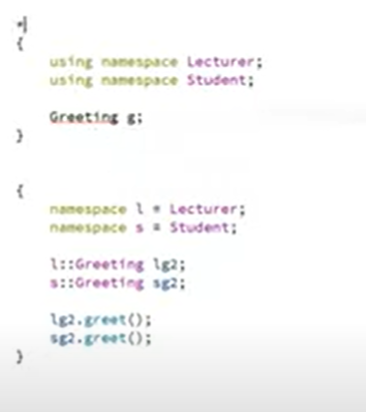 {
using namespace Lecturer;
using namespace Student;
Greeting g;
}
{
namespace l = Lecturer;
namespace s = Student;
l::Greeting lg2;
s::Greeting sg2;
lg2.greet();
sg2.greet();
}